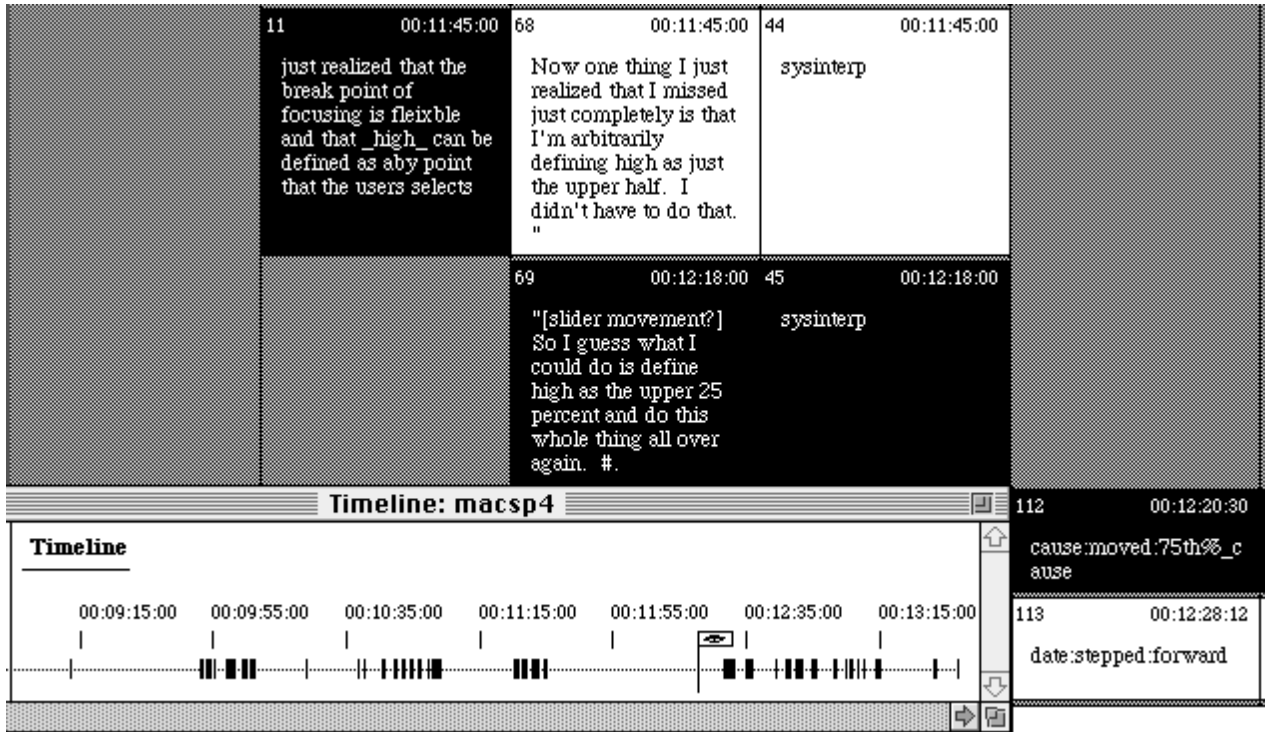 11 00:11:45:00
just realized that the
break point of
focusing is fleixble
and that _high_ can be
defined as aby point
that the users selects
68 00:11:45:00
Now one thing I just
realized that I missed
just completely is that
I'm arbitrarily
defining high as just
the upper half. I
didn't have to do that.
"
44 00:11:45:00
sysinterp
69 00:12:18:00
"[slider movement?]
So I guess what I
could do is define
high as the upper 25
percent and do this
whole thing all over
again. #.
45 00:12:18:00
sysinterp
Timeline: macsp4
Timeline
00:09:15:00 00:09:55:00 00:10:35:00 00:11:15:00 00:11:55:00 00:12:35:00 00:13:15:00
112 00:12:20:30
cause:moved:75th%_c
ause
113 00:12:28:12
date:stepped:forward